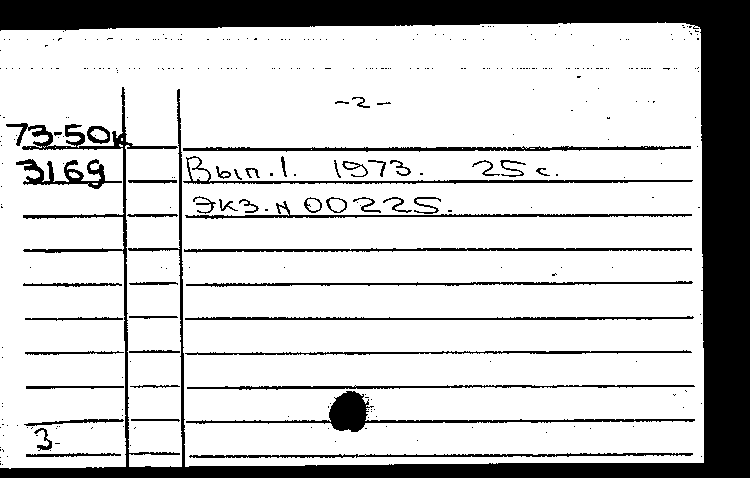 -2-
73-50к
3169 Вып.1. 1973. 25 с.
Экз.N 00225.
3